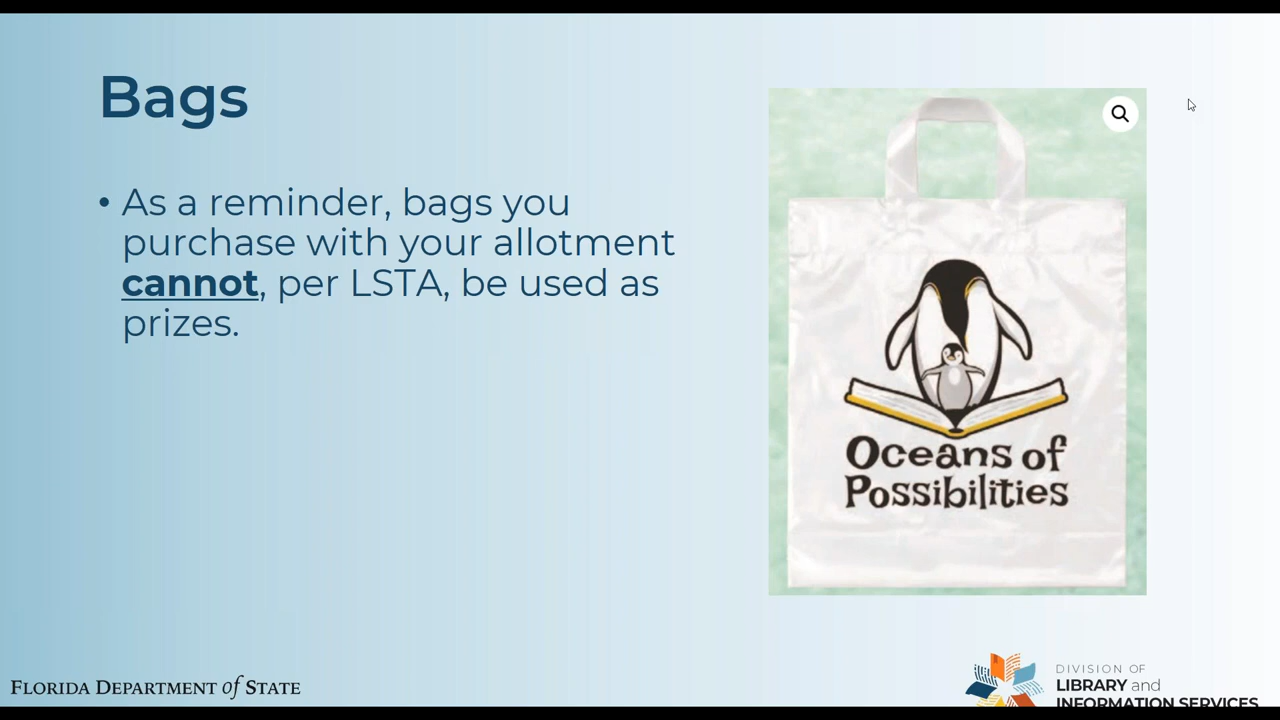 Bags
• As a reminder, bags you
purchase with your allotment
cannot, per LSTA, be used as
prizes.
Oceans of
Possibilities
FLORIDA DEPARTMENT of STATE
DIVISION OF
LIBRARY and
INFORMATION SERVICES